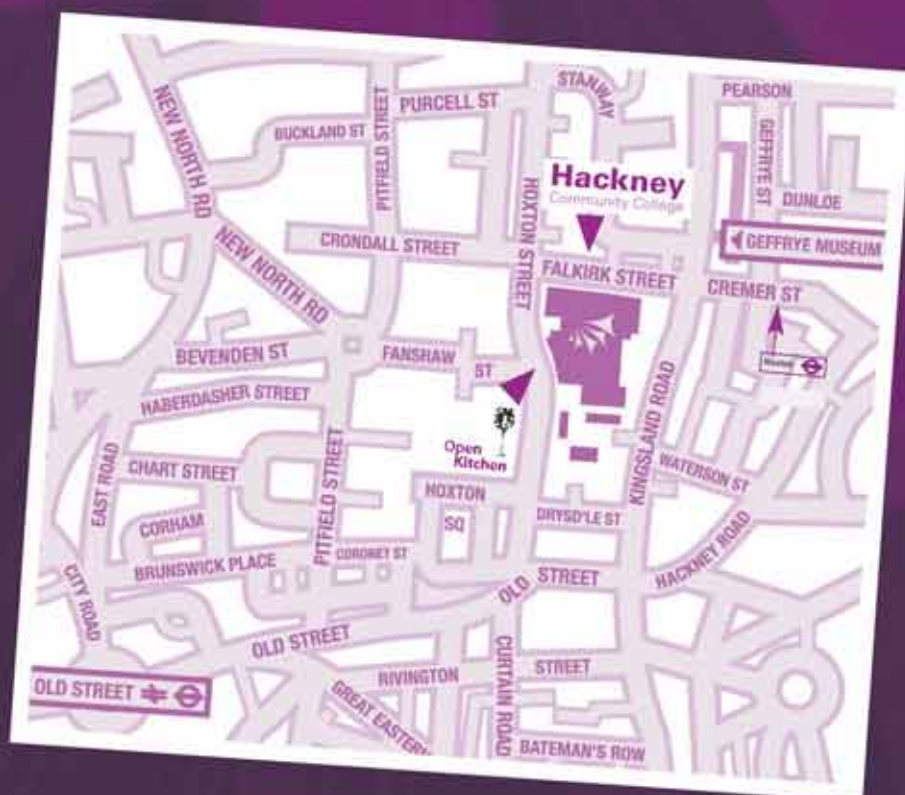 STANWAY
PEARSON
NEW NORTH RD
PURCELL ST
BUCKLAND ST
PITFIELD STREET
GEFFRYE ST
Hackney
Community College
DUNLOE
HOXTON STREET
CRONDALL STREET
GEFFRYE MUSEUM
NEW NORTH RD
FALKIRK STREET
CREMER ST
BEVENDEN ST
FANSHAW
ST
HABERDASHER STREET
KINGSLAND ROAD
Open
Kitchen
EAST ROAD
CHART STREET
PITFIELD STREET
WATERSON ST
HOXTON
SQ
CORHAM
DRYSD'LE ST
CORONET ST
BRUNSWICK PLACE
HACKNEY ROAD
CITY ROAD
OLD STREET
OLD STREET
CURTAIN ROAD
RIVINGTON
STREET
OLD STREET
GREAT EASTERN
BATEMAN'S ROW